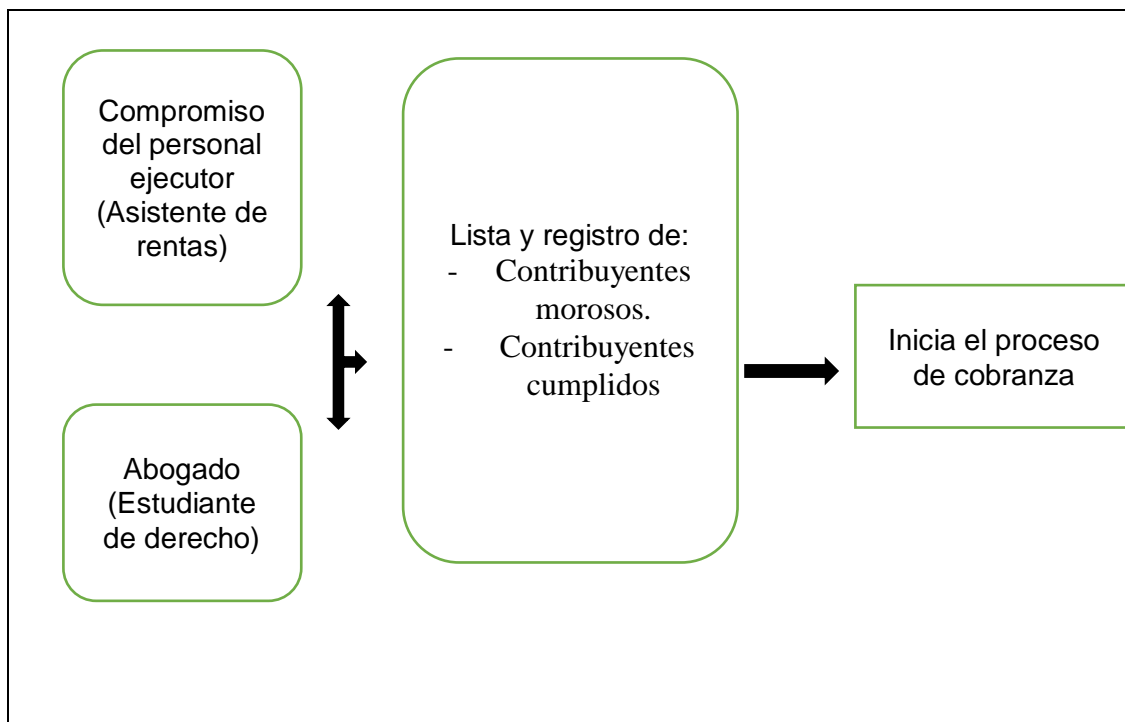 Compromiso
del personal
ejecutor
(Asistente de
rentas)
Abogado
(Estudiante
de derecho)
Lista y registro de:
- Contribuyentes
morosos.
- Contribuyentes
cumplidos
Inicia el proceso
de cobranza